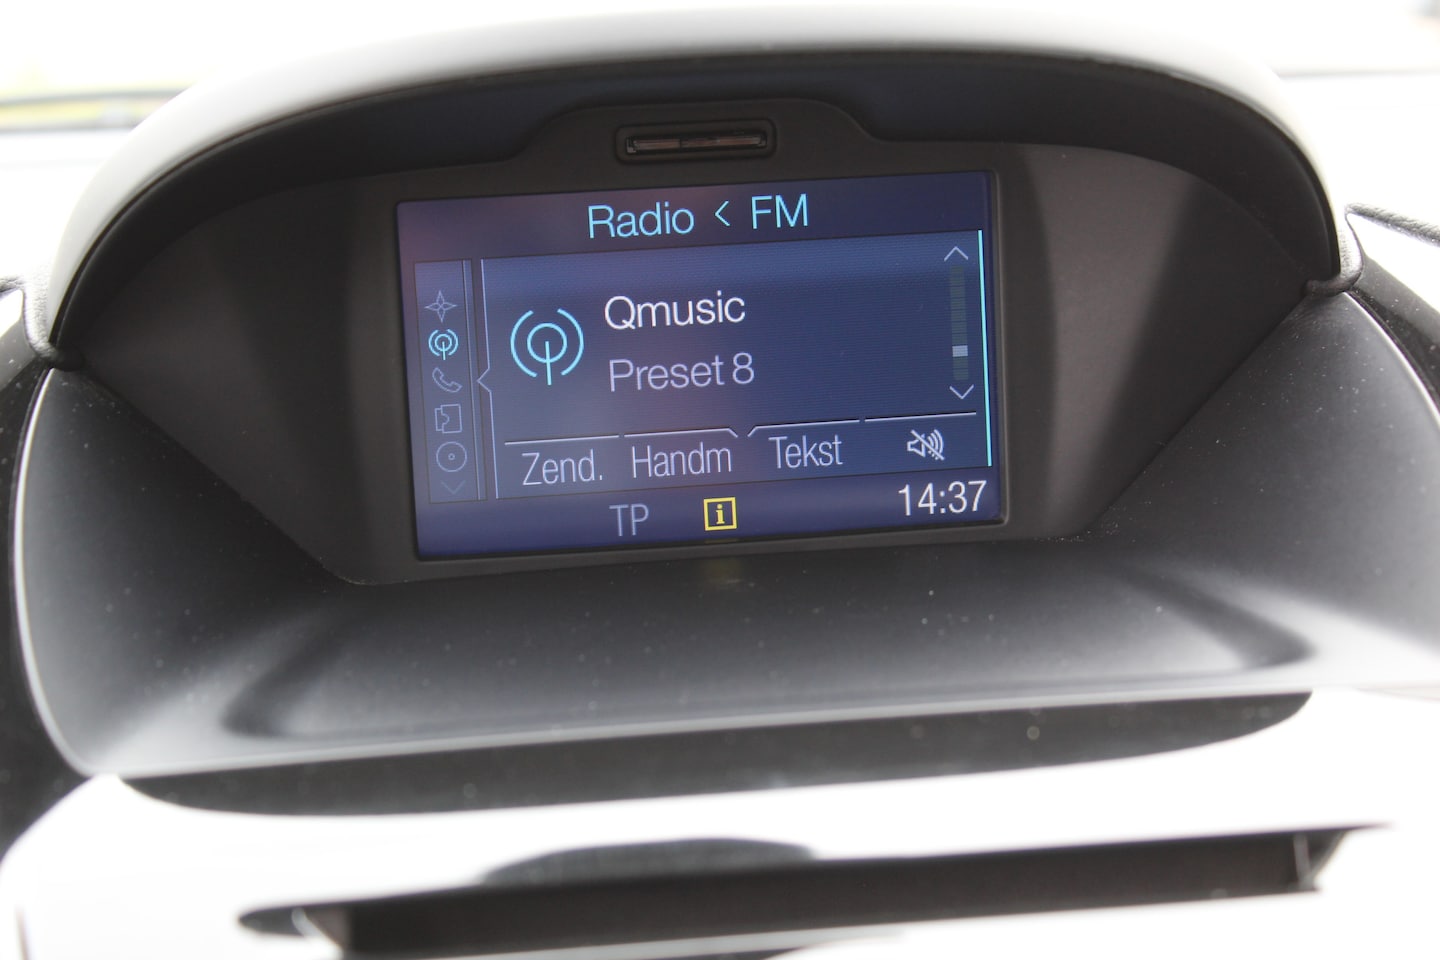 Radio < FM
Qmusic
Preset 8
Zend. Handm Tekst
TP i 14:37